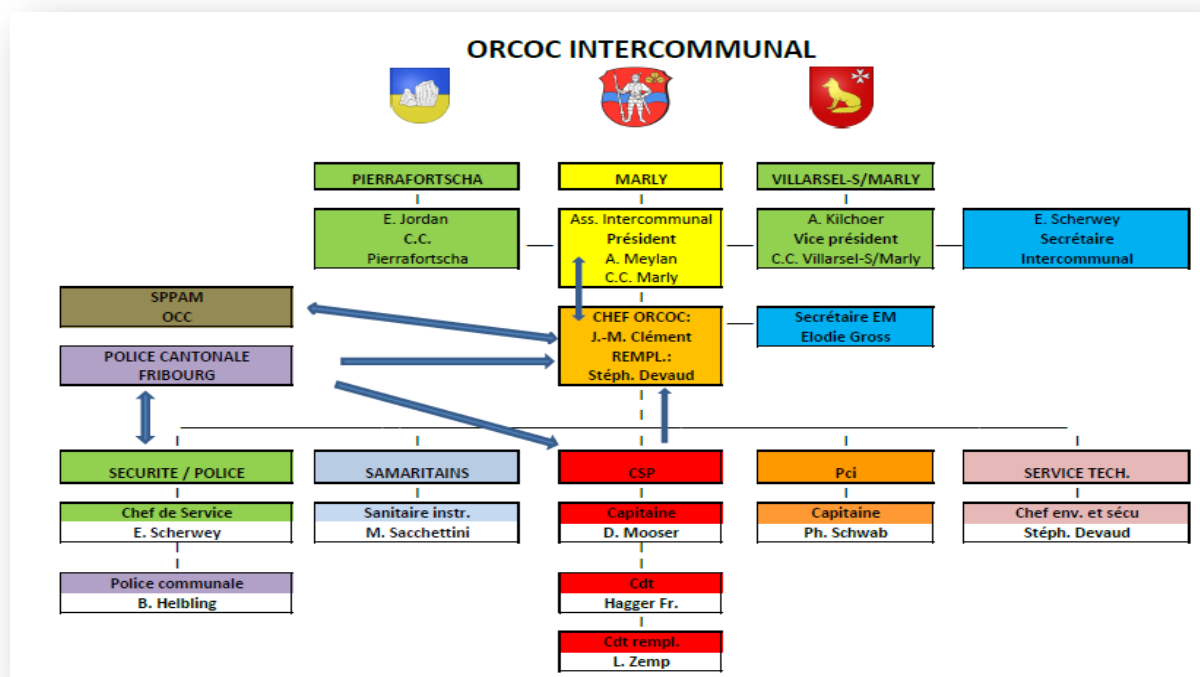 ORCOC INTERCOMMUNAL
PIERRAFORTSCHA
MARLY
VILLARSEL-S/MARLY
E. Jordan
C.C.
Pierrafortscha
Ass. Intercommunal
Président
A. Meylan
C.C. Marly
A. Kilchoer
Vice président
C.C. Villarsel-S/Marly
E. Scherwey
Secrétaire
Intercommunal
SPPAM
OCC
CHEF ORCOC:
J.-M. Clément
REMPL.:
Stéph. Devaud
Secrétaire EM
Elodie Gross
POLICE CANTONALE
FRIBOURG
SECURITE / POLICE
SAMARITAINS
CSP
Pci
SERVICE TECH.
Chef de Service
E. Scherwey
Sanitaire instr.
M. Sacchettini
Capitaine
D. Mooser
Capitaine
Ph. Schwab
Chef env. et sécu
Stéph. Devaud
Police communale
B. Helbling
Cdt
Hagger Fr.
Cdt rempl.
L. Zemp